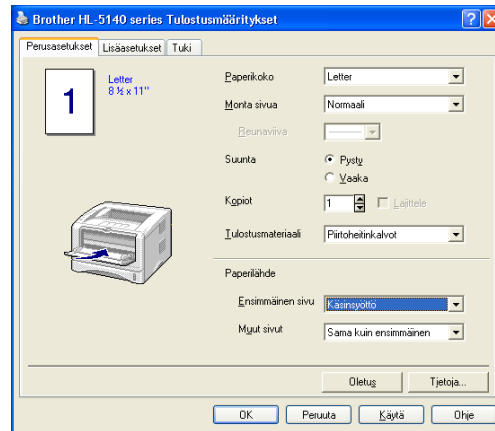 Brother HL-5140 series Tulostusmääritykset
Perusasetukset Lisäasetukset Tuki
1
Letter
8 ½ x 11"
Paperikoko Letter
Monta sivua Normaali
Reunaviiva
Suunta Pysty
Vaaka
Kopiot 1 Lajittele
Tulostusmateriaali Piirtoheitinkalvot
Paperilähde
Ensimmäinen sivu Käsinsyöttö
Muut sivut Sama kuin ensimmäinen
Oletus Tietoja...
OK Peruuta Käytä Ohje